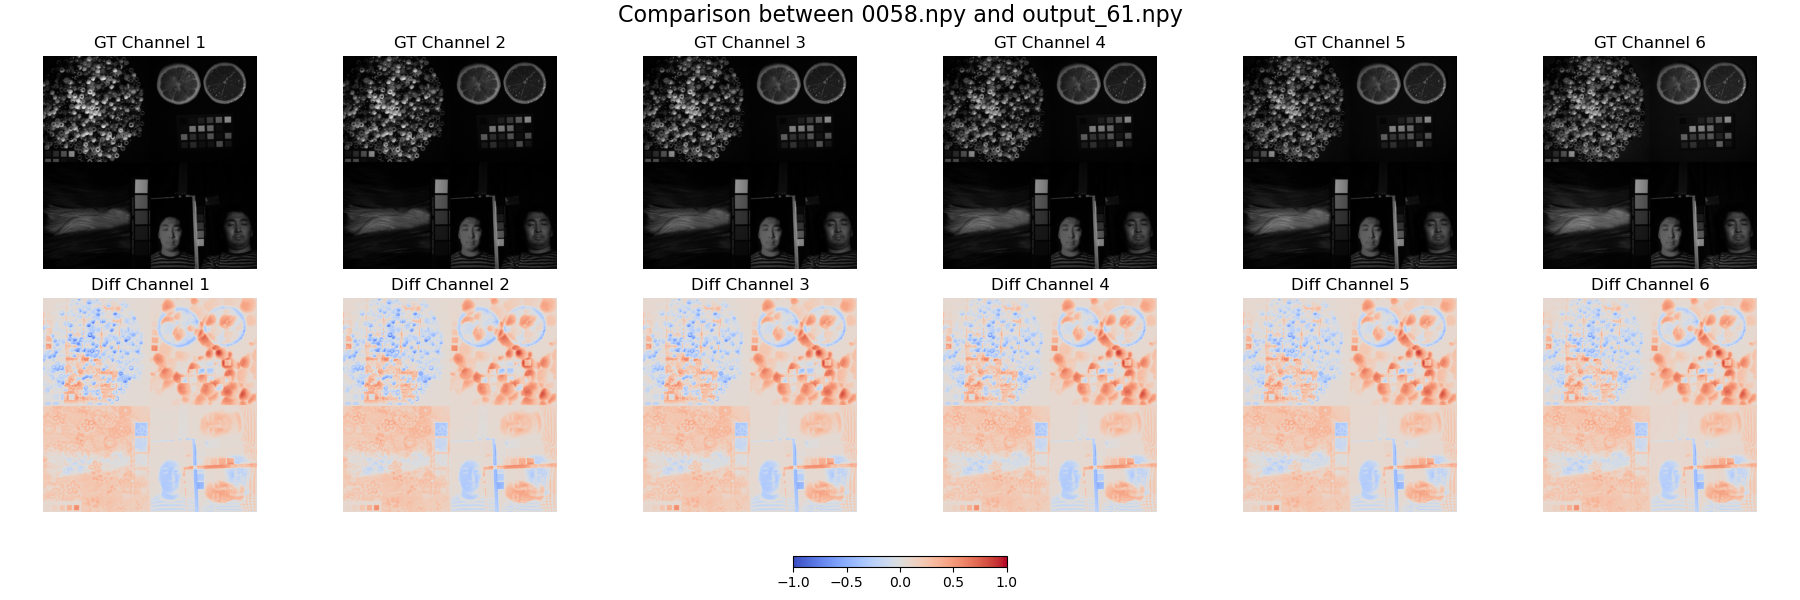 Comparison between 0058.npy and output_61.npy
GT Channel 1
GT Channel 2
GT Channel 3
GT Channel 4
GT Channel 5
GT Channel 6
Diff Channel 1
Diff Channel 2
Diff Channel 3
Diff Channel 4
Diff Channel 5
Diff Channel 6
−1.0 −0.5 0.0 0.5 1.0